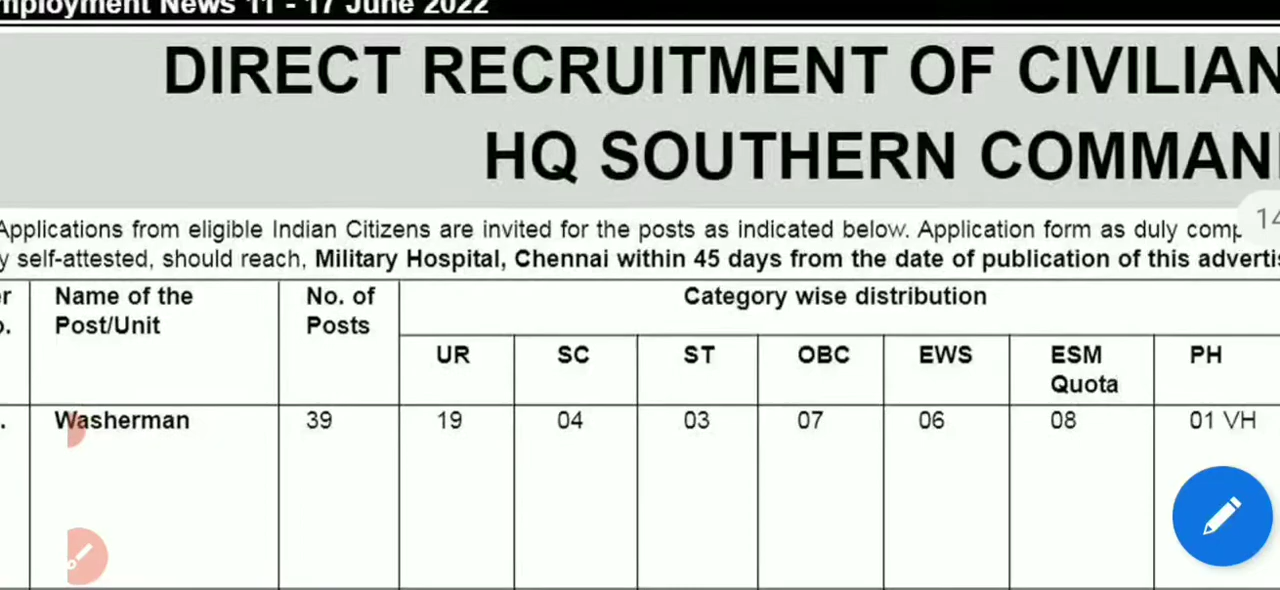 Employment News 11 - 17 June 2022
DIRECT RECRUITMENT OF CIVILIAN
HQ SOUTHERN COMMAN
Applications from eligible Indian Citizens are invited for the posts as indicated below. Application form as duly comp
y self-attested, should reach, Military Hospital, Chennai within 45 days from the date of publication of this adverti
Name of the Post/Unit No. of Posts Category wise distribution
UR SC ST OBC EWS ESM Quota PH
Washerman 39 19 04 03 07 06 08 01 VH
14